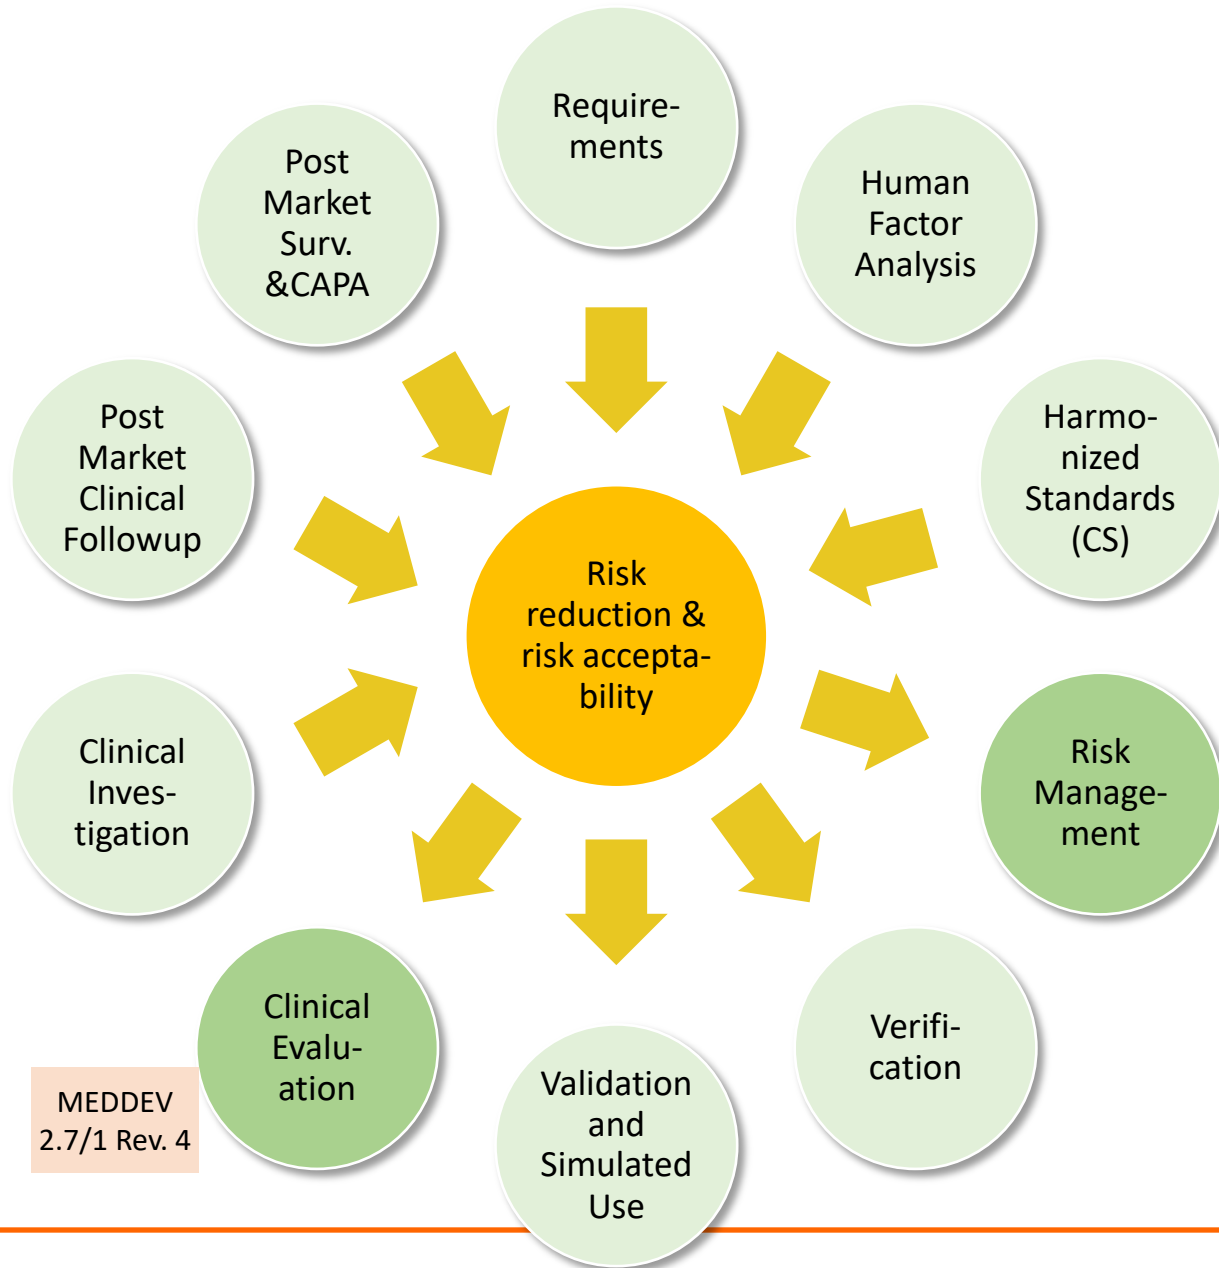 Require-
ments
Human
Factor
Analysis
Harmo-
nized
Standards
(CS)
Risk
Manage-
ment
Verifi-
cation
Validation
and
Simulated
Use
Clinical
Evalu-
ation
MEDDEV
2.7/1 Rev. 4
Clinical
Inves-
tigation
Post
Market
Clinical
Followup
Post
Market
Surv.
&CAPA
Risk
reduction &
risk accepta-
bility